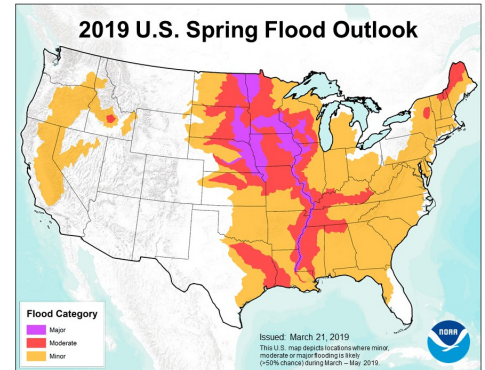 2019 U.S. Spring Flood Outlook
Flood Category
Major
Moderate
Minor
Issued: March 21, 2019
This U.S. map depicts locations where minor,
moderate or major flooding is likely
(>50% chance) during March – May 2019.
NOAA